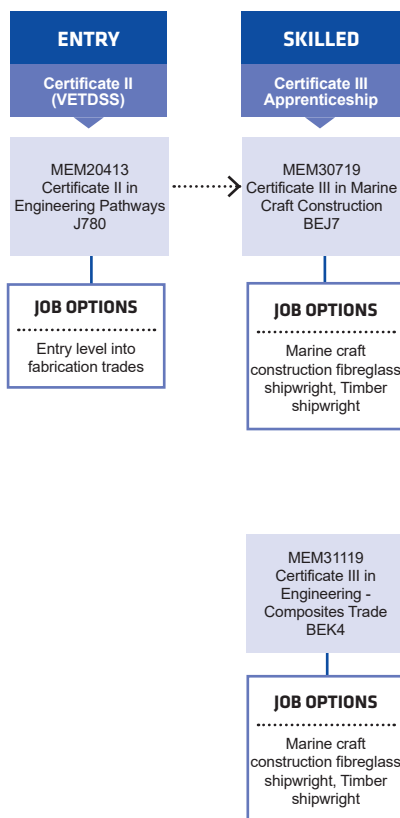 ENTRY
Certificate II
(VETDSS)
MEM20413
Certificate II in
Engineering Pathways
J780
JOB OPTIONS
Entry level into
fabrication trades
SKILLED
Certificate III
Apprenticeship
MEM30719
Certificate III in Marine
Craft Construction
BEJ7
JOB OPTIONS
Marine craft
construction fibreglass
shipwright, Timber
shipwright
MEM31119
Certificate III in
Engineering -
Composites Trade
BEK4
JOB OPTIONS
Marine craft
construction fibreglass
shipwright, Timber
shipwright